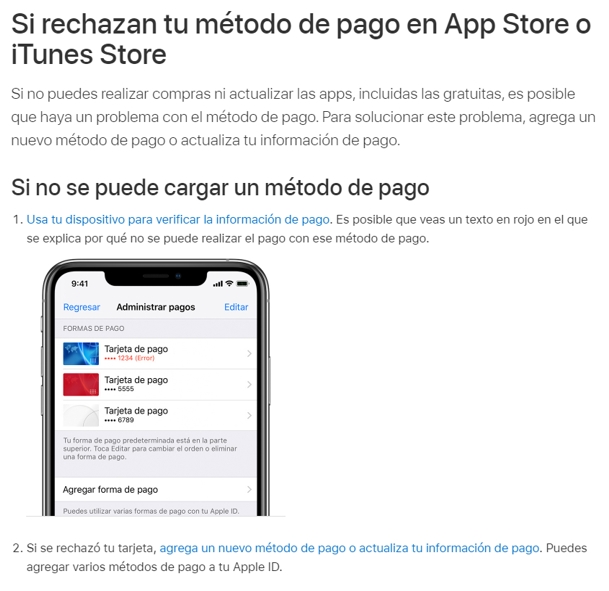 Si rechazan tu método de pago en App Store o
iTunes Store
Si no puedes realizar compras ni actualizar las apps, incluidas las gratuitas, es posible
que haya un problema con el método de pago. Para solucionar este problema, agrega un
nuevo método de pago o actualiza tu información de pago.
Si no se puede cargar un método de pago
1. Usa tu dispositivo para verificar la información de pago. Es posible que veas un texto en rojo en el que
se explica por qué no se puede realizar el pago con ese método de pago.
9:41
Regresar Administrar pagos Editar
FORMAS DE PAGO
Tarjeta de pago
•••• 1234 (Error)
Tarjeta de pago
•••• 5555
Tarjeta de pago
•••• 6789
Tu forma de pago predeterminada está en la parte
superior. Toca Editar para cambiar el orden o eliminar
una forma de pago.
Agregar forma de pago
Puedes utilizar varias formas de pago con tu Apple ID.
2. Si se rechazó tu tarjeta, agrega un nuevo método de pago o actualiza tu información de pago. Puedes
agregar varios métodos de pago a tu Apple ID.